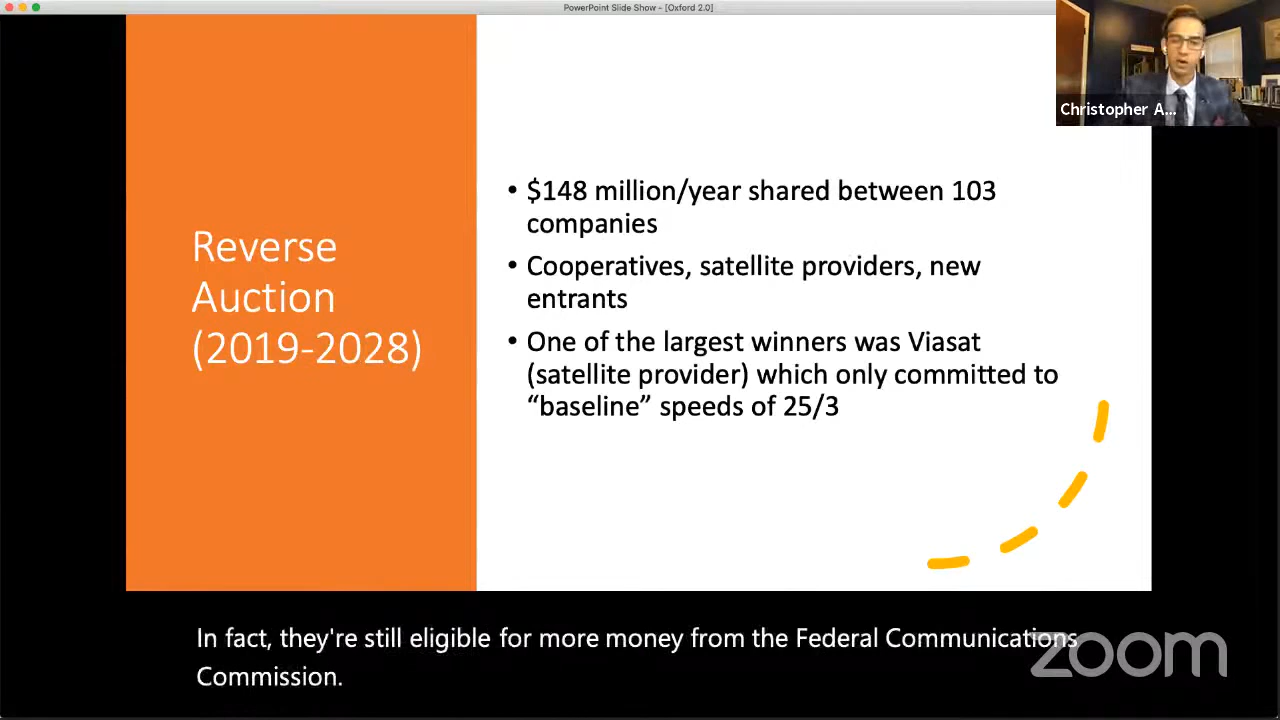 PowerPoint Slide Show - [Oxford 2.0]
Christopher A...
Reverse
Auction
(2019-2028)
• $148 million/year shared between 103
companies
• Cooperatives, satellite providers, new
entrants
• One of the largest winners was Viasat
(satellite provider) which only committed to
“baseline” speeds of 25/3
In fact, they're still eligible for more money from the Federal Communications
Commission.
zoom